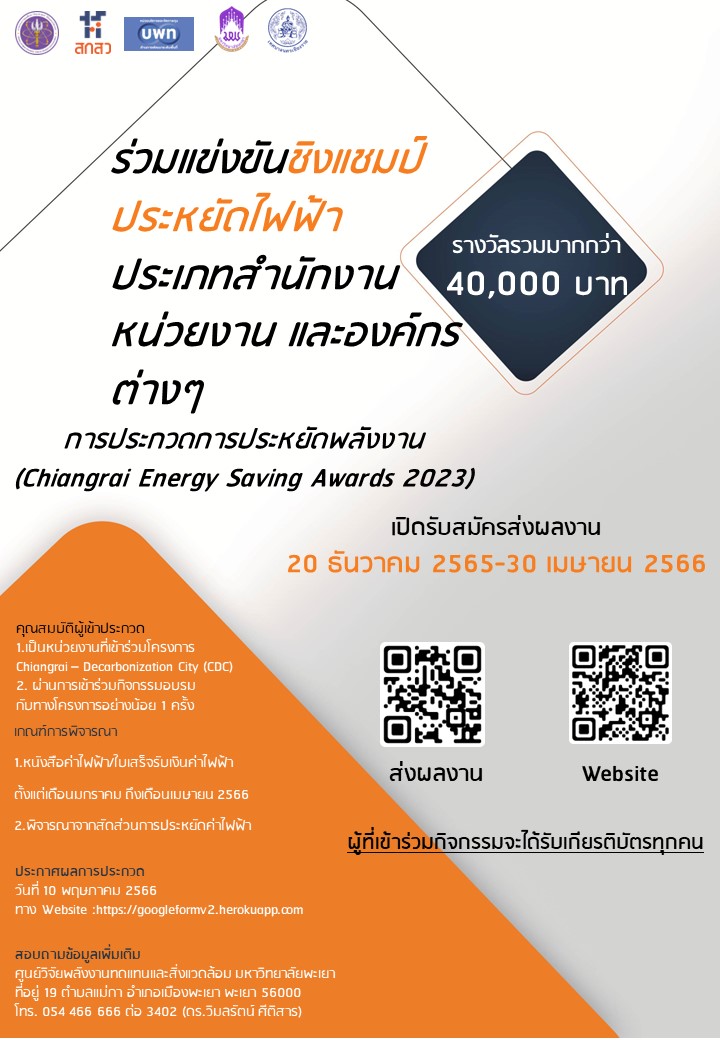 สกสว
บพท
ร่วมแข่งขันชิงแชมป์
ประหยัดไฟฟ้า
ประเภทสำนักงาน
หน่วยงาน และองค์กร
ต่างๆ
รางวัลรวมมากกว่า
40,000 บาท
การประกวดการประหยัดพลังงาน
(Chiangrai Energy Saving Awards 2023)
เปิดรับสมัครส่งผลงาน
20 ธันวาคม 2565-30 เมษายน 2566
คุณสมบัติผู้เข้าประกวด
1.เป็นหน่วยงานที่เข้าร่วมโครงการ
Chiangrai – Decarbonization City (CDC)
2. ผ่านการเข้าร่วมกิจกรรมอบรม
กับทางโครงการอย่างน้อย 1 ครั้ง
เกณฑ์การพิจารณา
1.หนังสือค่าไฟฟ้า/ใบเสร็จรับเงินค่าไฟฟ้า
ตั้งแต่เดือนมกราคม ถึงเดือนเมษายน 2566
2.พิจารณาจากสัดส่วนการประหยัดค่าไฟฟ้า
ส่งผลงาน
Website
ผู้ที่เข้าร่วมกิจกรรมจะได้รับเกียรติบัตรทุกคน
ประกาศผลการประกวด
วันที่ 10 พฤษภาคม 2566
ทาง Website :https://googleformv2.herokuapp.com
สอบถามข้อมูลเพิ่มเติม
ศูนย์วิจัยพลังงานทดแทนและสิ่งแวดล้อม มหาวิทยาลัยพะเยา
ที่อยู่ 19 ตำบลแม่กา อำเภอเมืองพะเยา พะเยา 56000
โทร. 054 466 666 ต่อ 3402 (ดร.วิมลรัตน์ ศีติสาร)